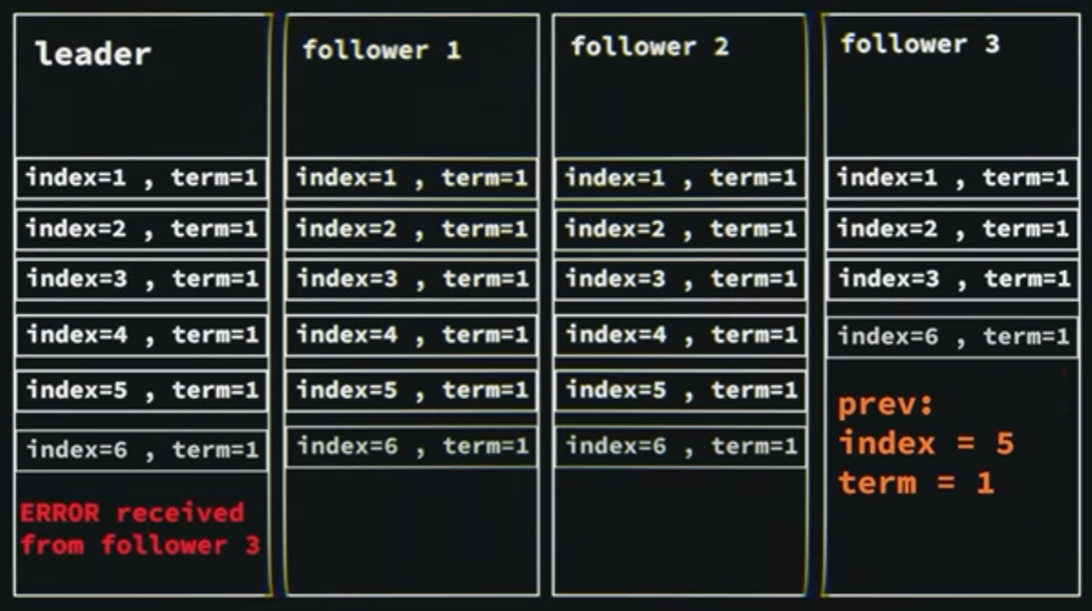 leader
index=1 , term=1
index=2 , term=1
index=3 , term=1
index=4 , term=1
index=5 , term=1
index=6 , term=1
ERROR received
from follower 3
follower 1
index=1 , term=1
index=2 , term=1
index=3 , term=1
index=4 , term=1
index=5 , term=1
index=6 , term=1
follower 2
index=1 , term=1
index=2 , term=1
index=3 , term=1
index=4 , term=1
index=5 , term=1
index=6 , term=1
follower 3
index=1 , term=1
index=2 , term=1
index=3 , term=1
index=6 , term=1
prev:
index = 5
term = 1